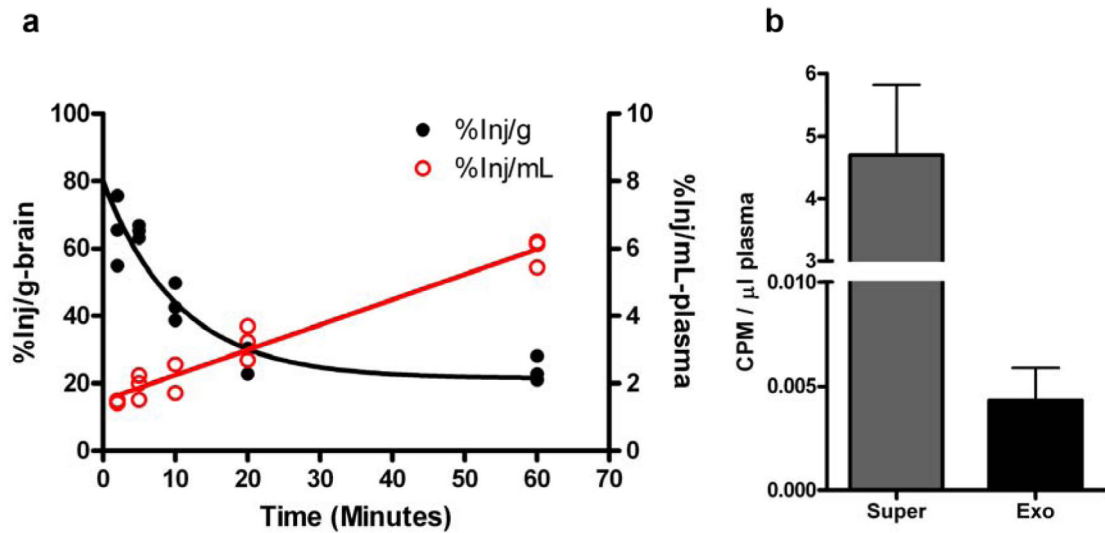 a
b
100
80
60
40
20
0
%Inj/g-brain
%Inj/g
%Inj/mL
10
8
6
4
2
0
%Inj/mL-plasma
0 10 20 30 40 50 60 70
Time (Minutes)
6
5
4
3
0.010
0.005
0.000
CPM / μl plasma
Super Exo